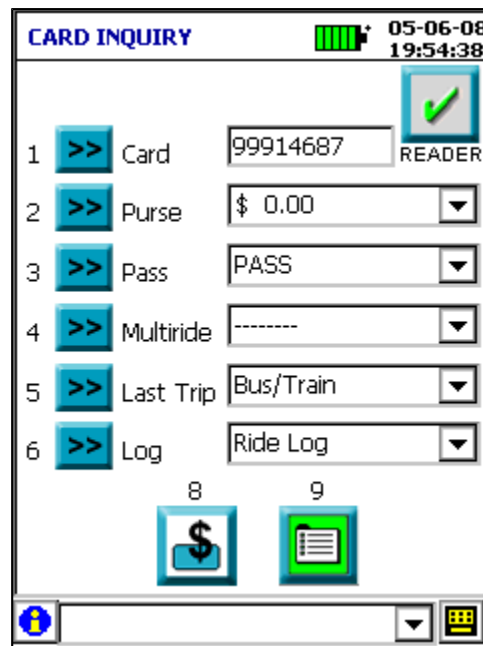 CARD INQUIRY
05-06-08
19:54:38
READER
1 >> Card 99914687
2 >> Purse $ 0.00
3 >> Pass PASS
4 >> Multiride --------
5 >> Last Trip Bus/Train
6 >> Log Ride Log
8 9
$